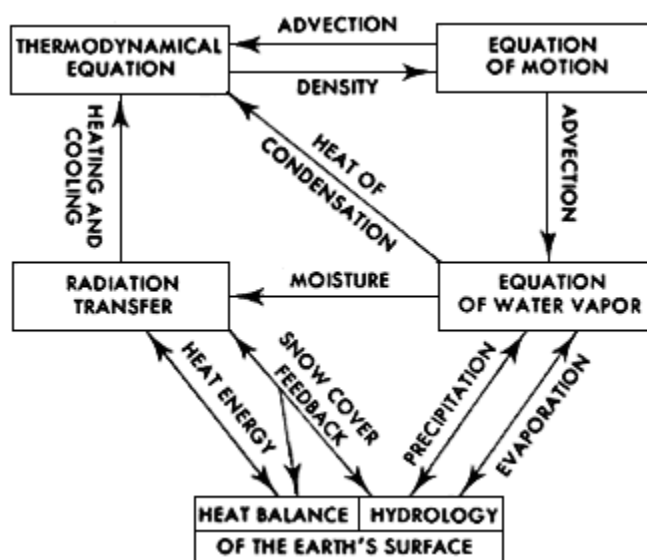 ADVECTION
THERMODYNAMICAL
EQUATION
EQUATION
OF MOTION
DENSITY
HEATING AND
COOLING
HEAT OF
CONDENSATION
ADVECTION
RADIATION
TRANSFER
MOISTURE
EQUATION
OF WATER VAPOR
HEAT ENERGY
SNOW COVER
FEEDBACK
PRECIPITATION
EVAPORATION
HEAT BALANCE
HYDROLOGY
OF THE EARTH'S SURFACE